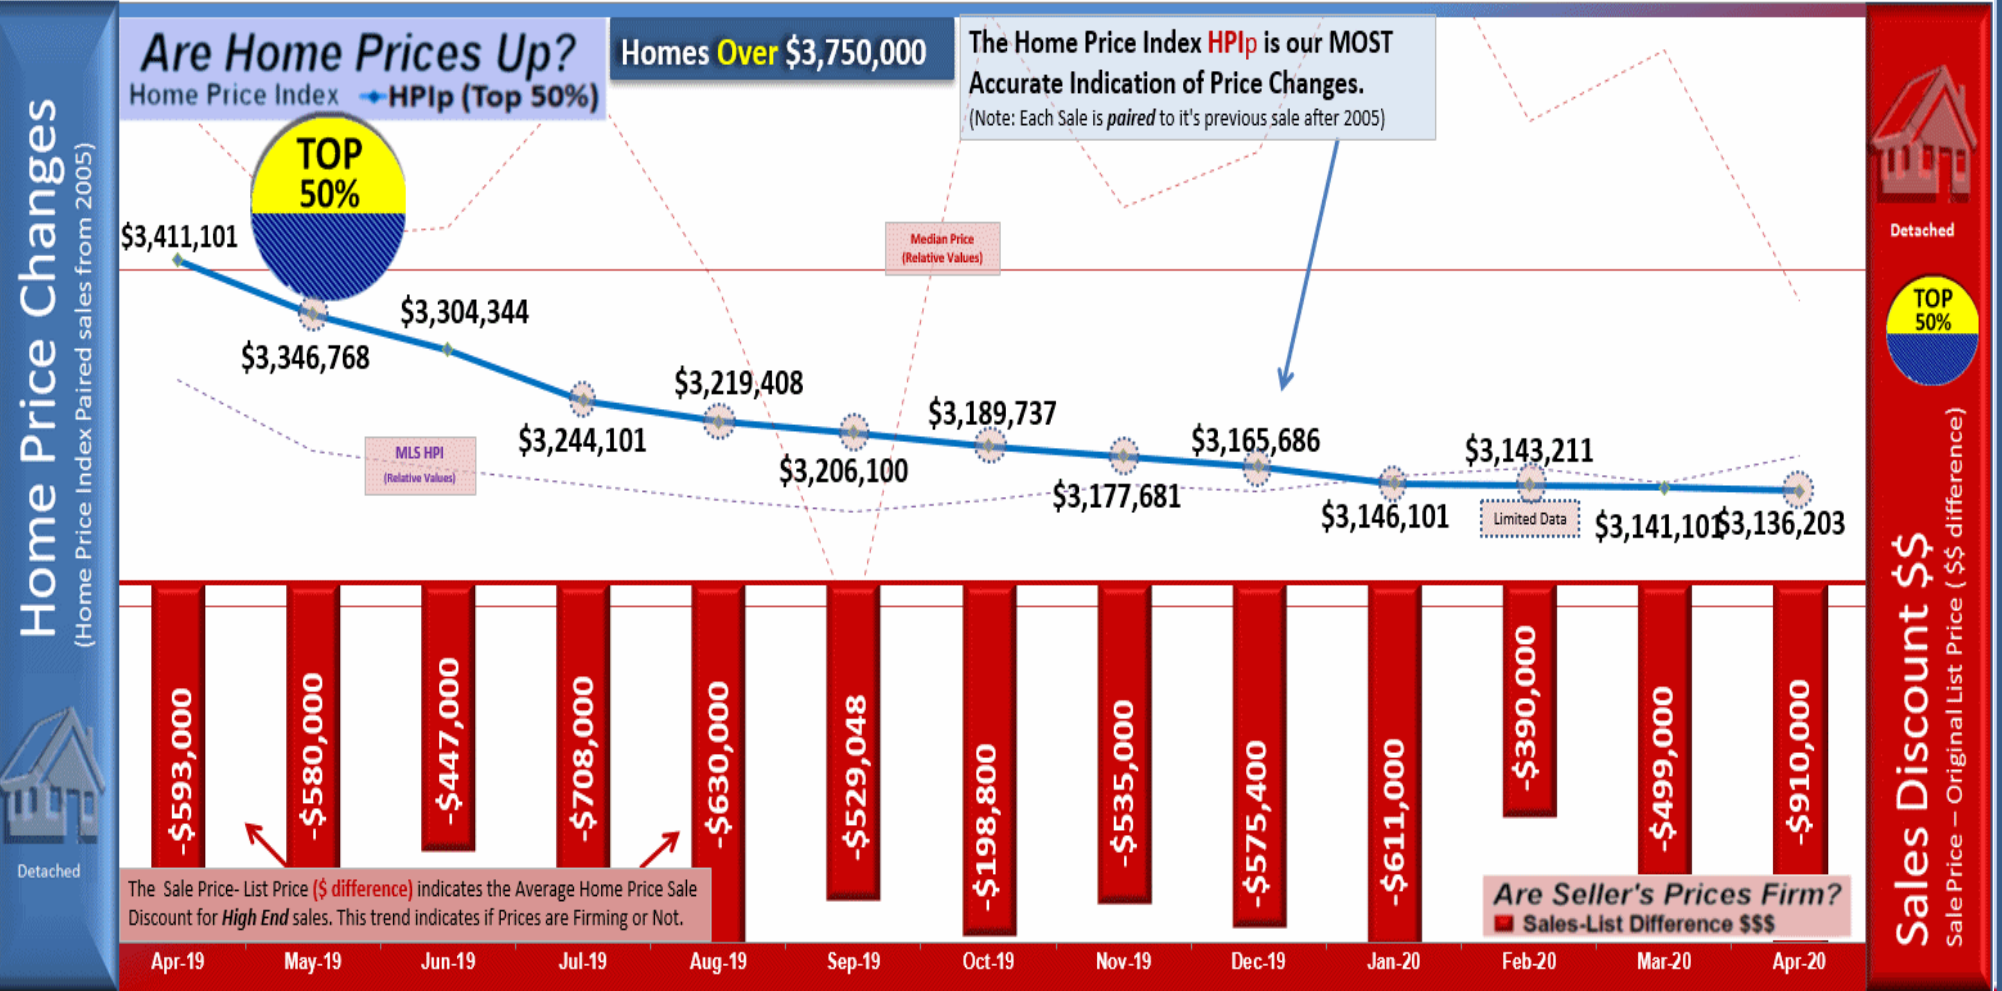 Home Price Changes
(Home Price Index Paired sales from 2005)
Detached
Are Home Prices Up?
Home Price Index HPIp (Top 50%)
Homes Over $3,750,000
The Home Price Index HPIp is our MOST
Accurate Indication of Price Changes.
(Note: Each Sale is paired to it's previous sale after 2005)
TOP
50%
Median Price
(Relative Values)
MLS HPI
(Relative Values)
$3,411,101
$3,346,768
$3,304,344
$3,244,101
$3,219,408
$3,206,100
$3,189,737
$3,177,681
$3,165,686
$3,146,101
$3,143,211
Limited Data
$3,141,101
$3,136,203
-$593,000
-$580,000
-$447,000
-$708,000
-$630,000
-$529,048
-$198,800
-$535,000
-$575,400
-$611,000
-$390,000
-$499,000
-$910,000
The Sale Price- List Price ($ difference) indicates the Average Home Price Sale
Discount for High End sales. This trend indicates if Prices are Firming or Not.
Are Seller's Prices Firm?
Sales-List Difference $$$
Apr-19
May-19
Jun-19
Jul-19
Aug-19
Sep-19
Oct-19
Nov-19
Dec-19
Jan-20
Feb-20
Mar-20
Apr-20
Detached
TOP
50%
Sales Discount $$
Sale Price – Original List Price ( $$ difference)